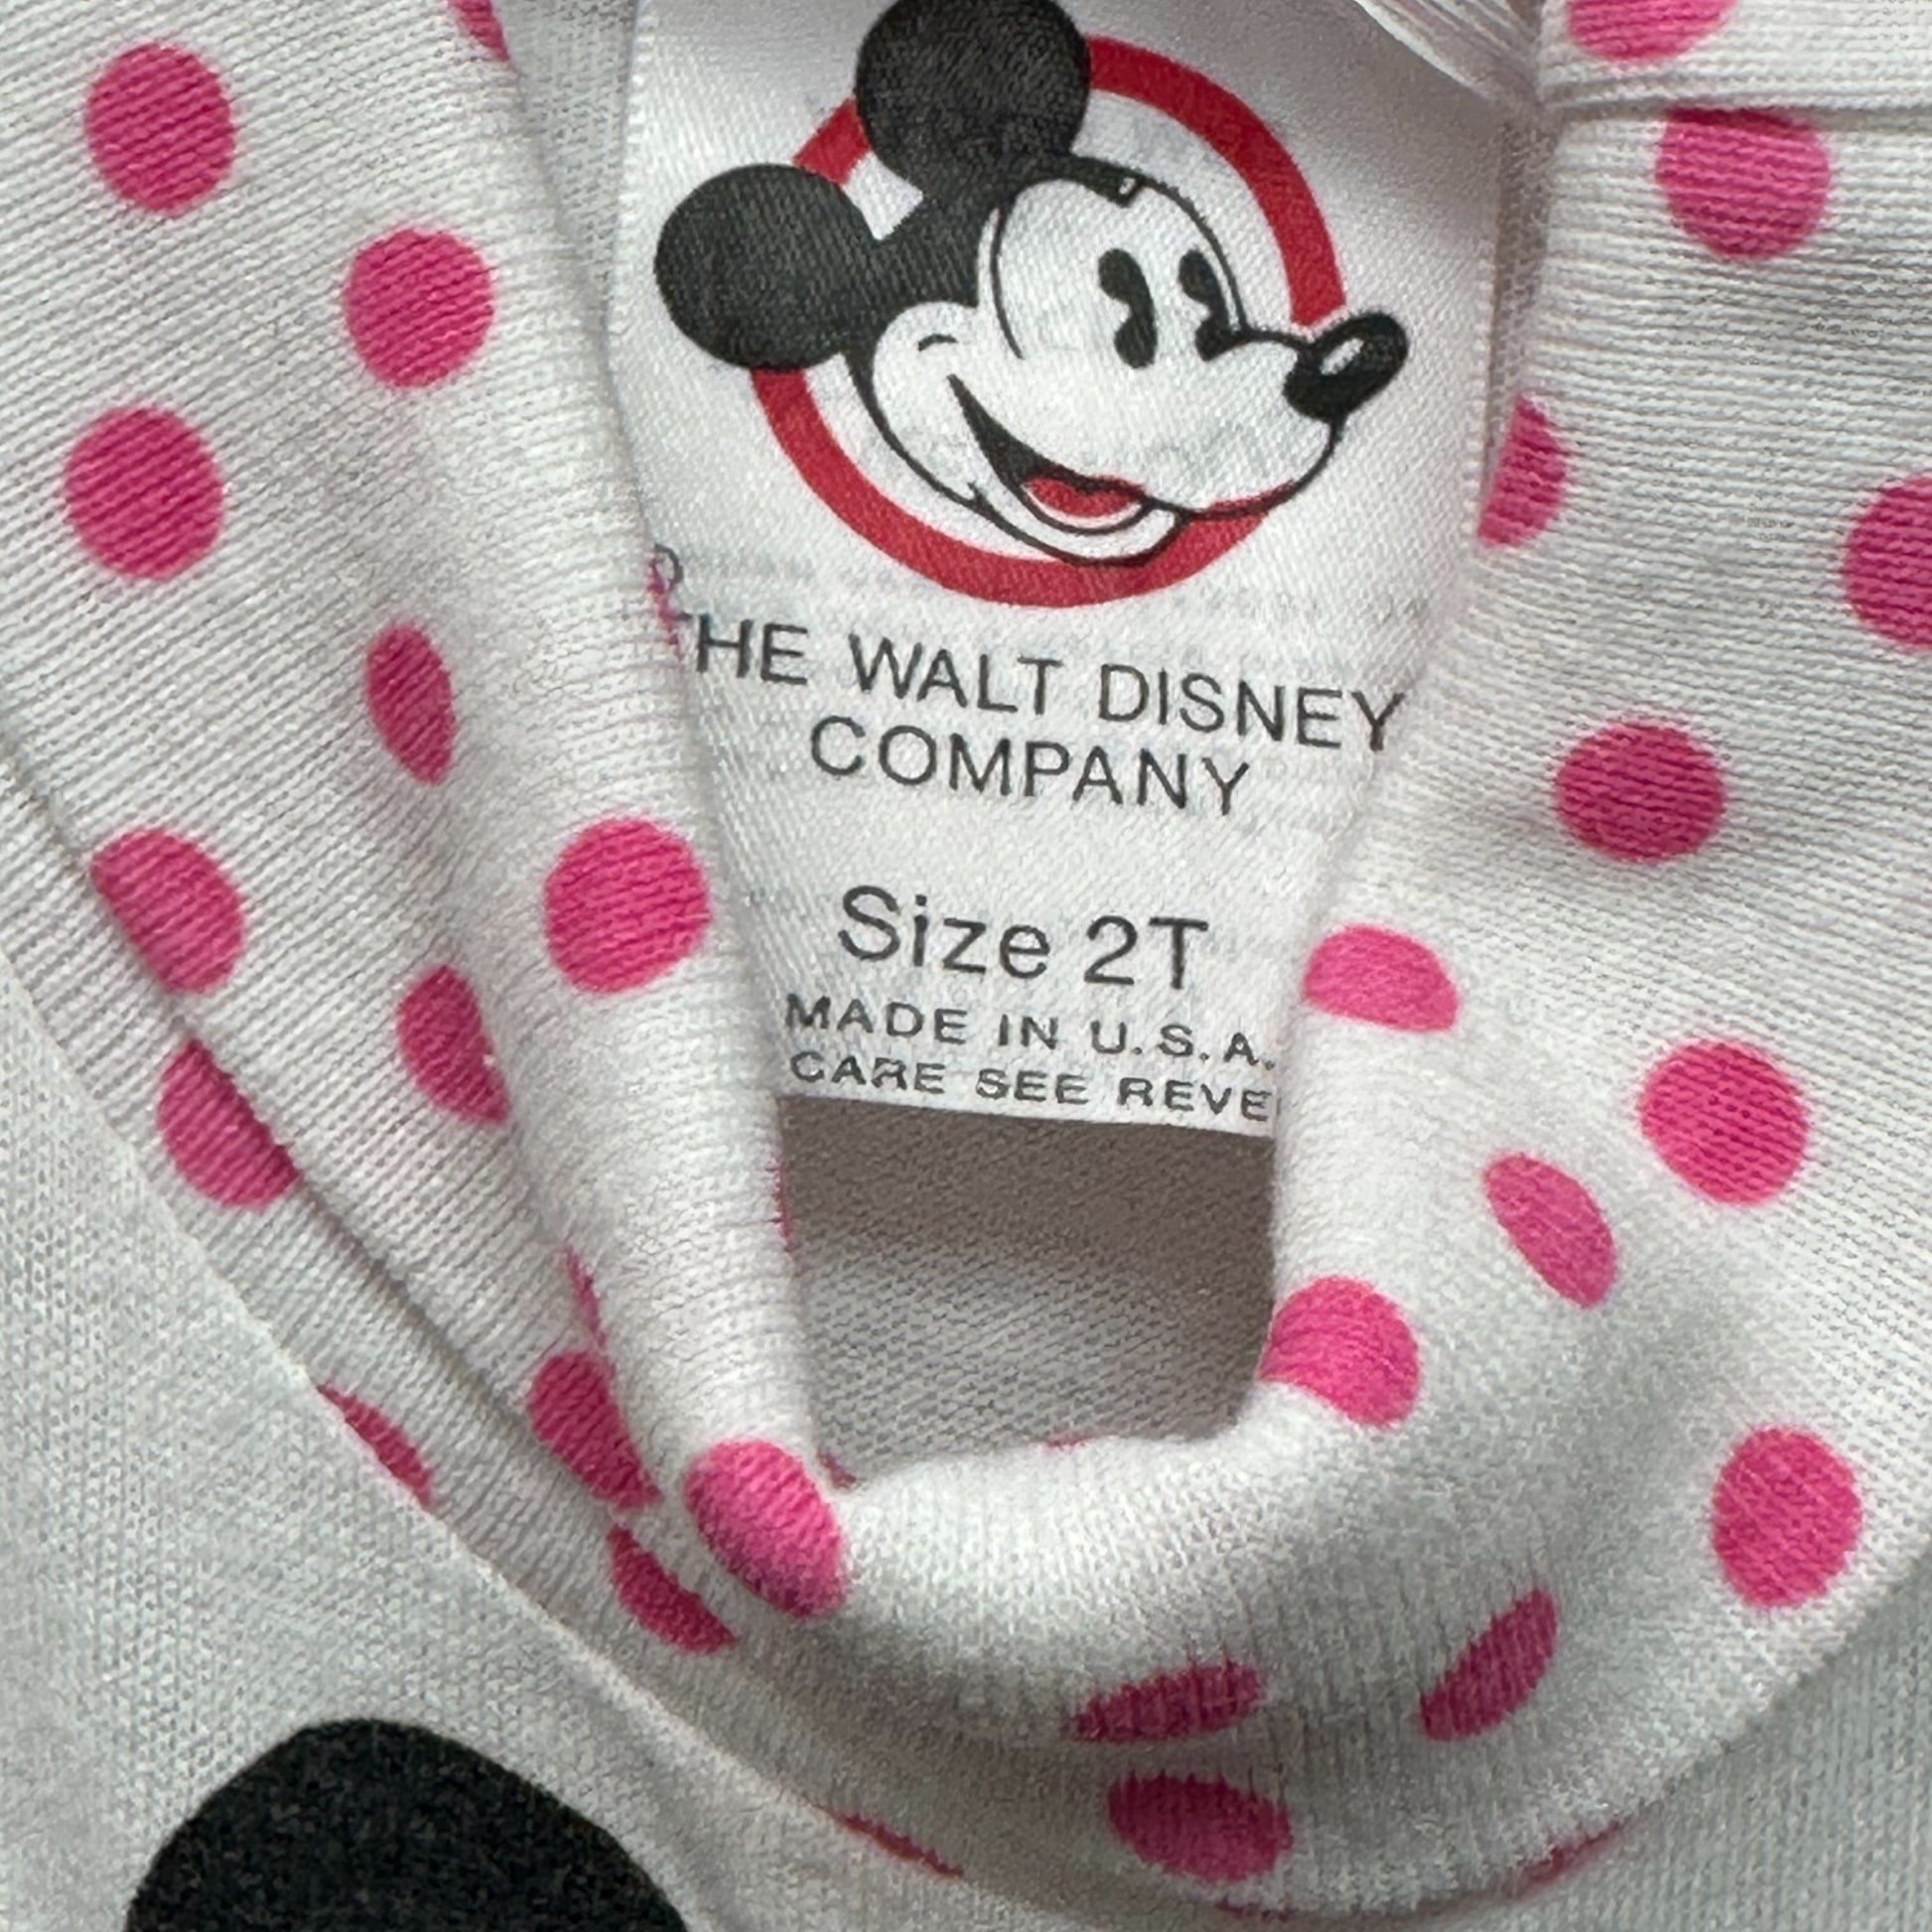 ©
THE WALT DISNEY
COMPANY
Size 2T
MADE IN U.S.A.
CARE SEE REVE